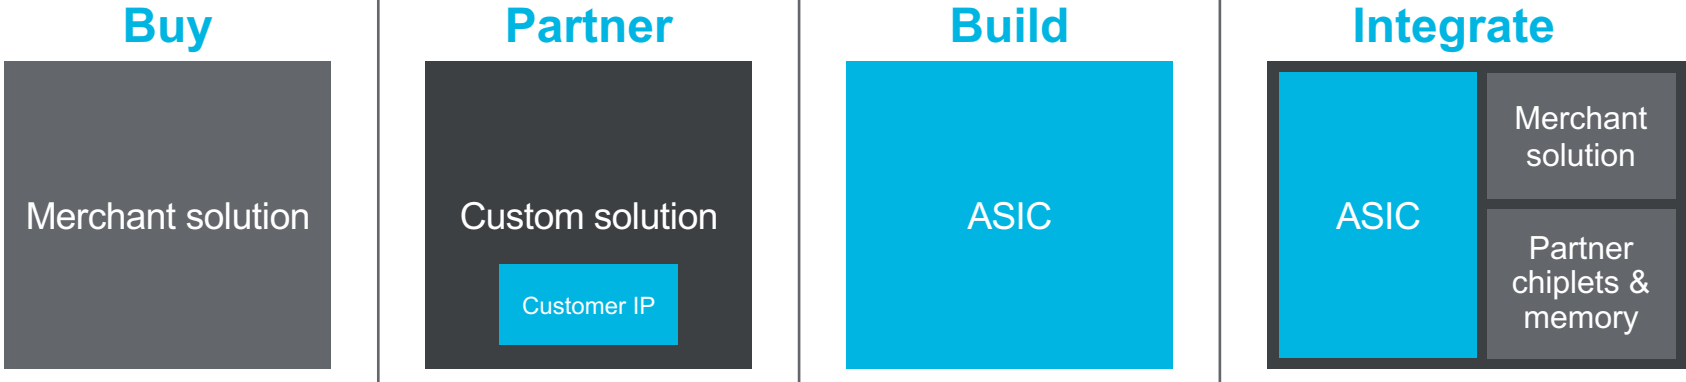 Buy
Merchant solution
Partner
Custom solution
Customer IP
Build
ASIC
Integrate
ASIC
Merchant
solution
Partner
chiplets &
memory